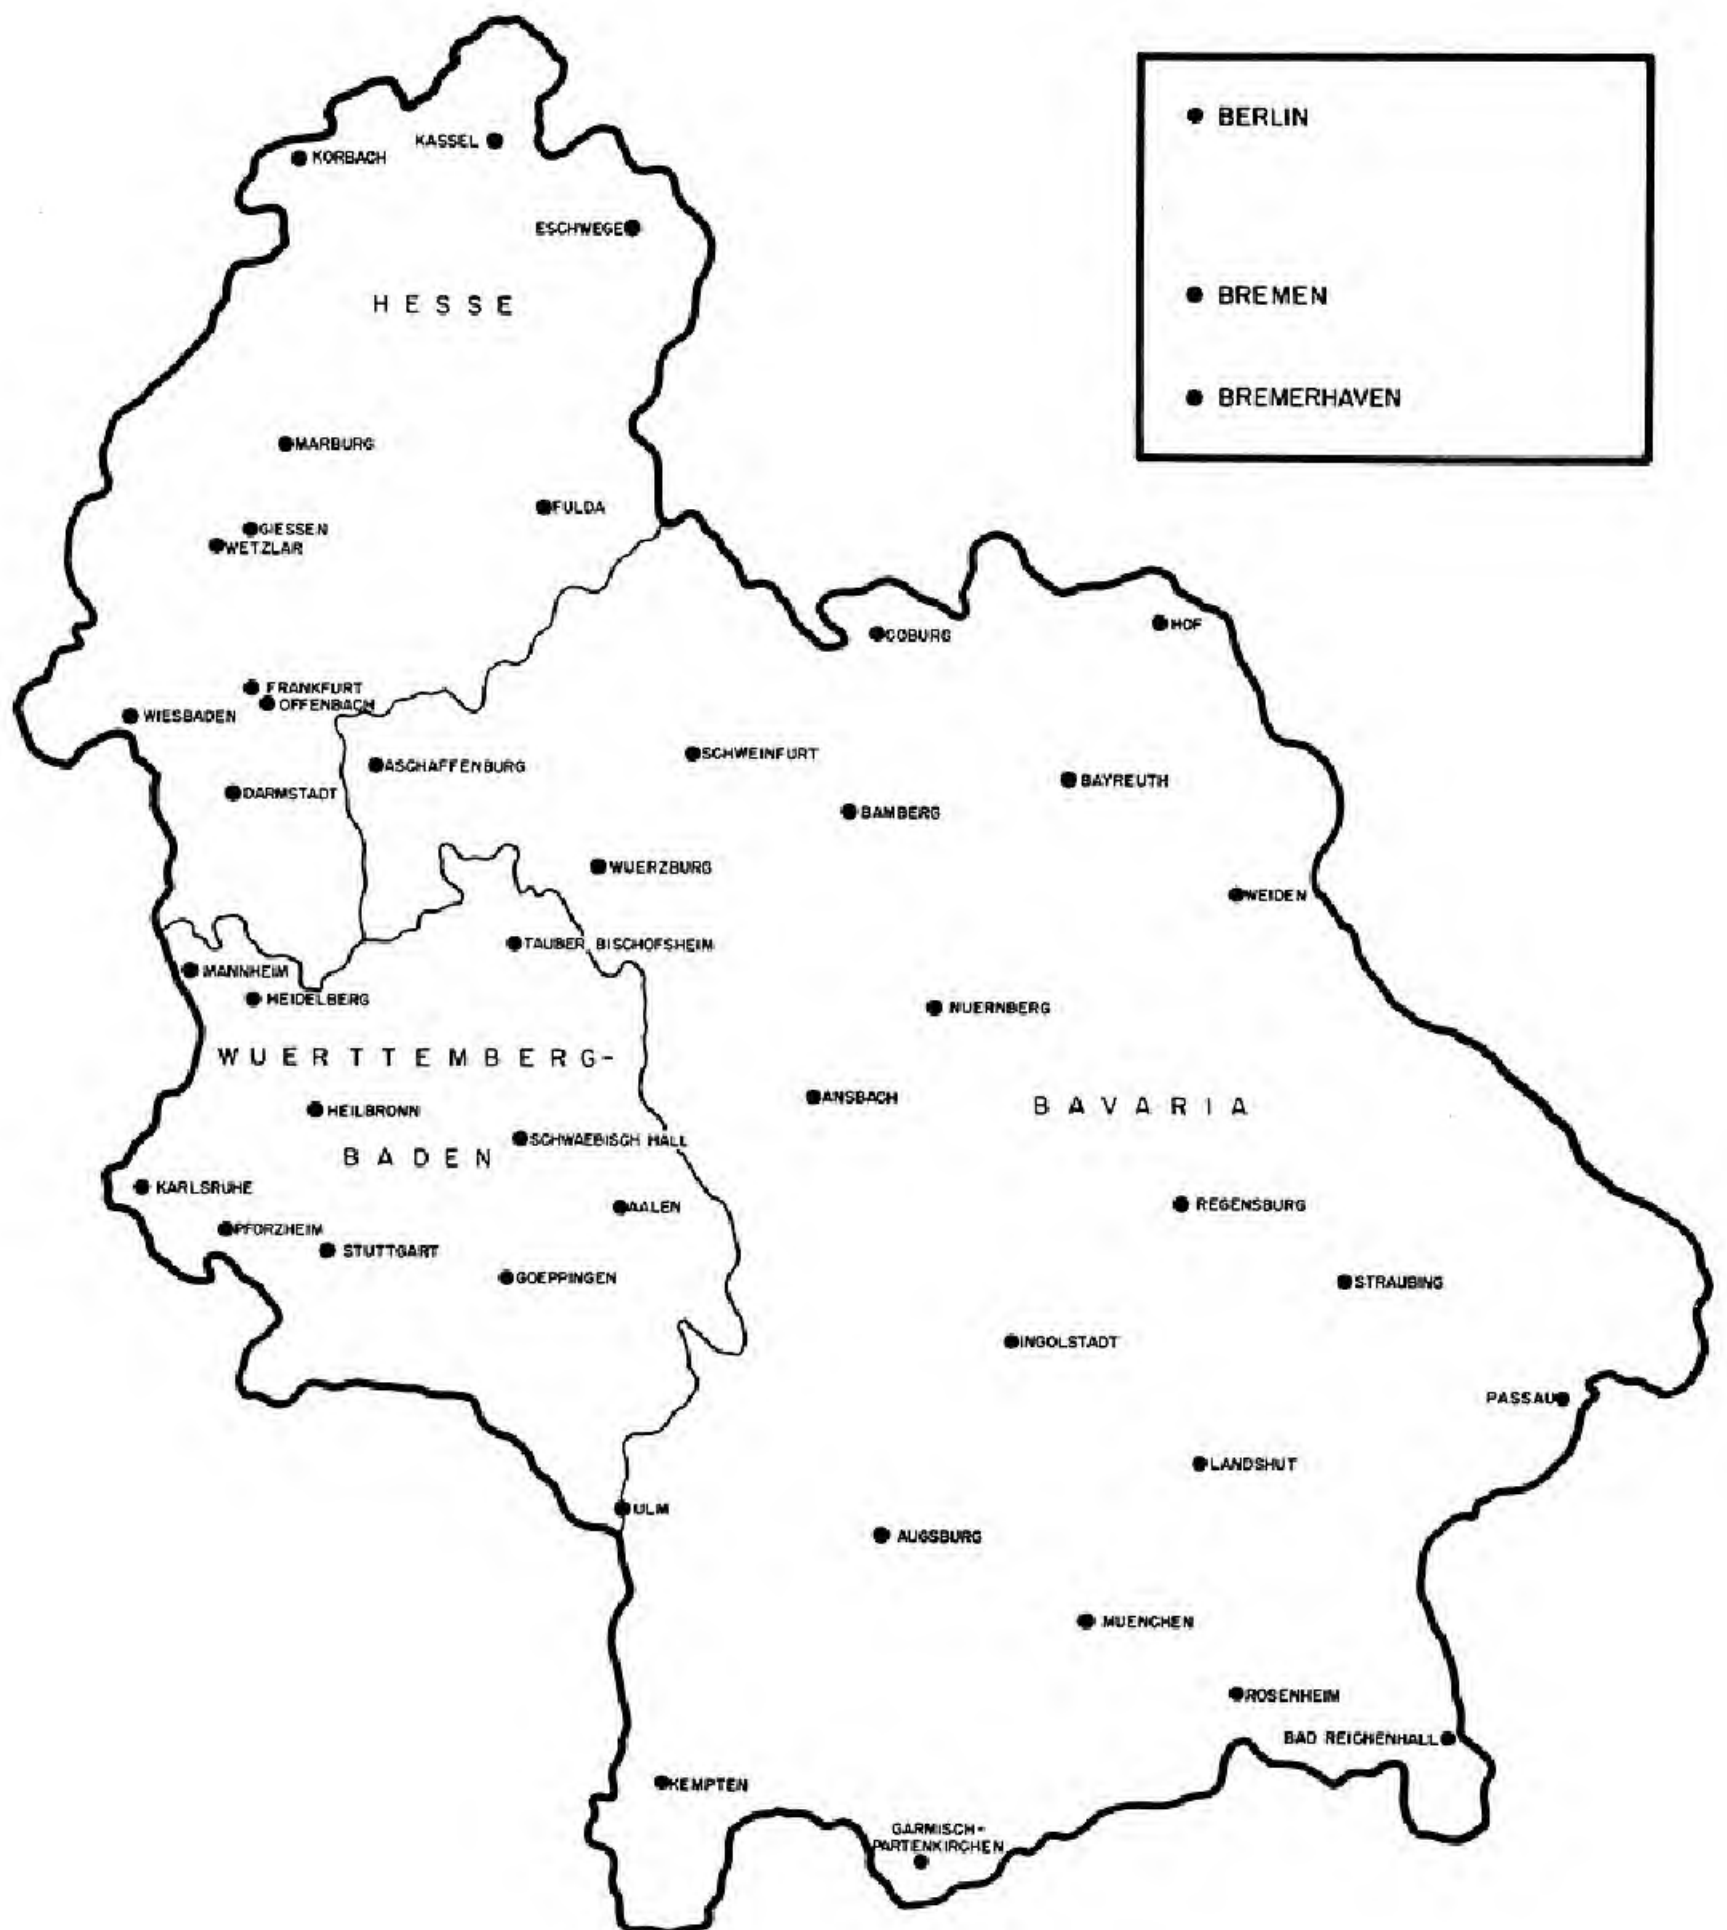 BERLIN
KASSEL
KORBACH
ESCHWEGE
BREMEN
HESSE
BREMERHAVEN
MARBURG
FULDA
GIESSEN
WETZLAR
HOF
COBURG
FRANKFURT
OFFENBACH
WIESBADEN
SCHWEINFURT
ASCHAFFENBURG
BAYREUTH
DARMSTADT
BAMBERG
WUERZBURG
WEIDEN
TAUBER BISCHOFSHEIM
MANNHEIM
HEIDELBERG
NUERNBERG
WUERTTEMBERG-
ANSBACH
BAVARIA
HEILBRONN
SCHWAEBISCH HALL
BADEN
KARLSRUHE
REGENSBURG
AALEN
PFORZHEIM
STUTTGART
GOEPPINGEN
STRAUBING
INGOLSTADT
PASSAU
LANDSHUT
ULM
AUGSBURG
MUENCHEN
ROSENHEIM
BAD REICHENHALL
KEMPTEN
GARMISCH-
PARTENKIRCHEN